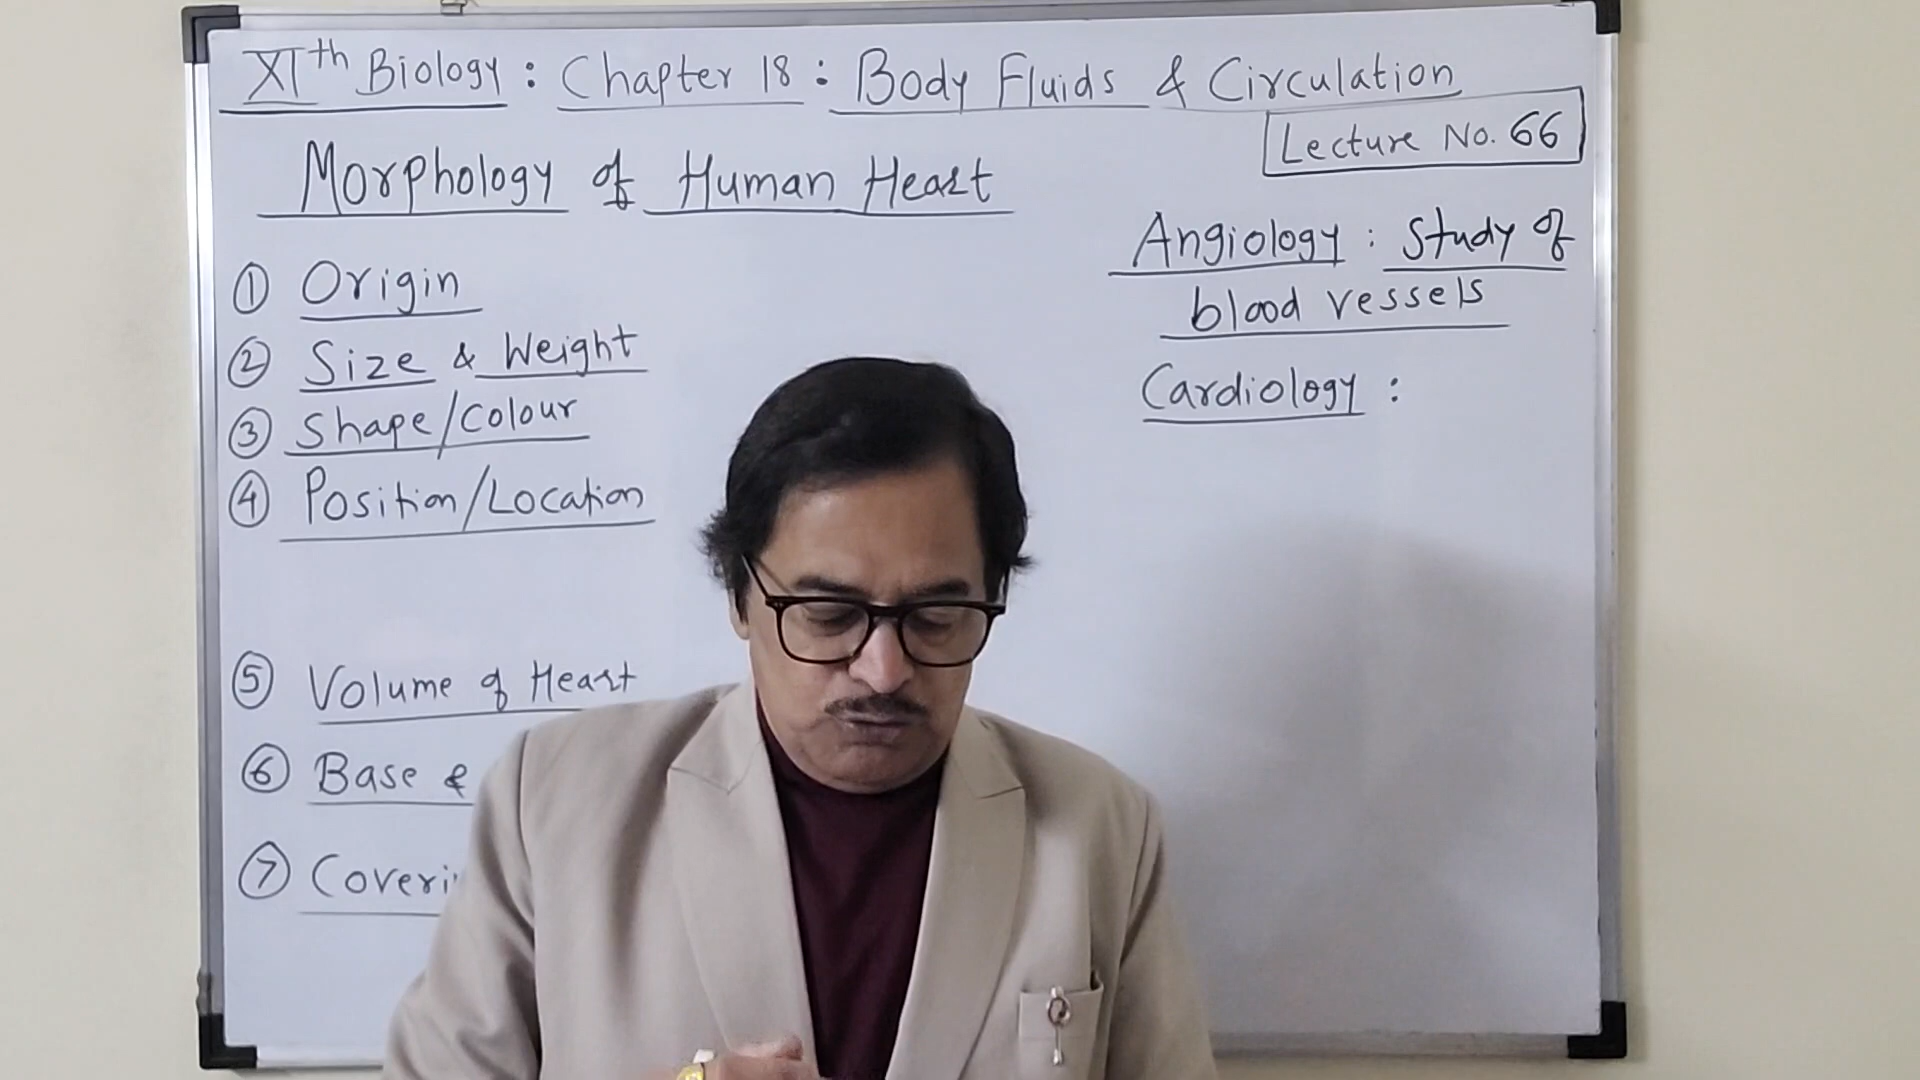 XIth Biology : Chapter 18 : Body Fluids & Circulation
Lecture No. 66
Morphology of Human Heart
① Origin
② Size & Weight
③ Shape/Colour
④ Position/Location
⑤ Volume of Heart
⑥ Base &
⑦
Angiology : Study of
blood vessels
Cardiology :